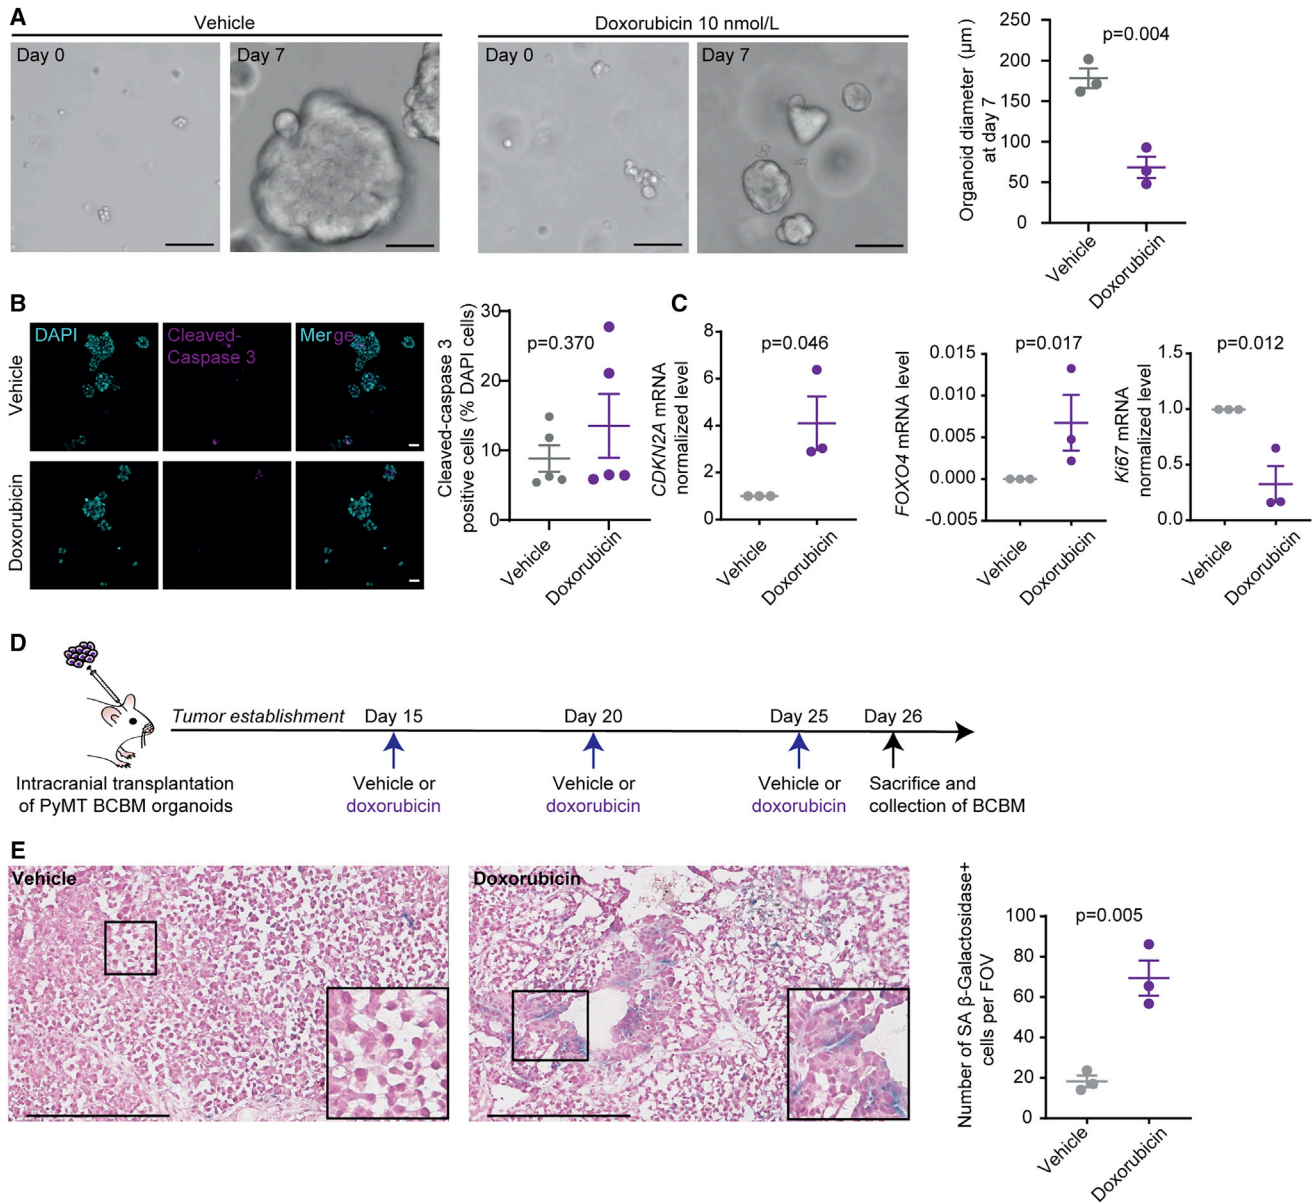 A
Vehicle
Doxorubicin 10 nmol/L
Day 0
Day 7
Day 0
Day 7
Organoid diameter (µm)
at day 7
250
200
150
100
50
0
p=0.004
Vehicle
Doxorubicin
B
DAPI
Cleaved-
Caspase 3
Merge
Vehicle
Doxorubicin
Cleaved-caspase 3
positive cells (% DAPI cells)
30
20
10
0
p=0.370
Vehicle
Doxorubicin
C
CDKN2A mRNA
normalized level
8
6
4
2
0
p=0.046
Vehicle
Doxorubicin
FOXO4 mRNA level
0.015
0.010
0.005
0.000
-0.005
p=0.017
Vehicle
Doxorubicin
Ki67 mRNA
normalized level
1.5
1.0
0.5
0.0
p=0.012
Vehicle
Doxorubicin
D
Tumor establishment
Day 15
Day 20
Day 25
Day 26
Intracranial transplantation
of PyMT BCBM organoids
Vehicle or
doxorubicin
Vehicle or
doxorubicin
Vehicle or
doxorubicin
Sacrifice and
collection of BCBM
E
Vehicle
Doxorubicin
Number of SA β-Galactosidase+
cells per FOV
100
80
60
40
20
0
p=0.005
Vehicle
Doxorubicin